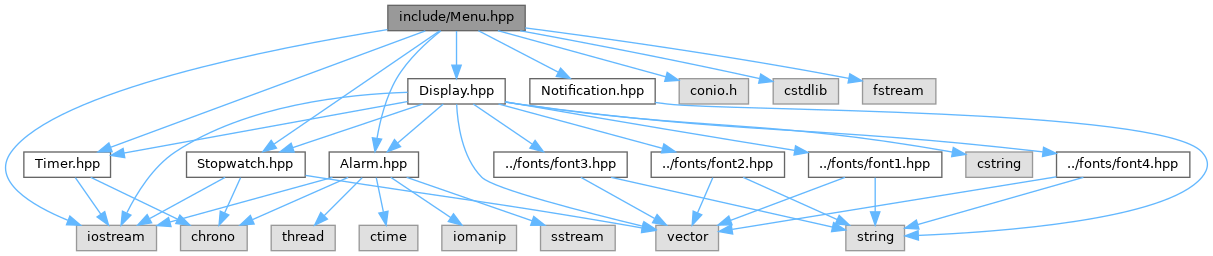 include/Menu.hpp
Display.hpp
Notification.hpp
conio.h
cstdlib
fstream
Timer.hpp
Stopwatch.hpp
Alarm.hpp
../fonts/font3.hpp
../fonts/font2.hpp
../fonts/font1.hpp
cstring
../fonts/font4.hpp
iostream
chrono
thread
ctime
iomanip
sstream
vector
string